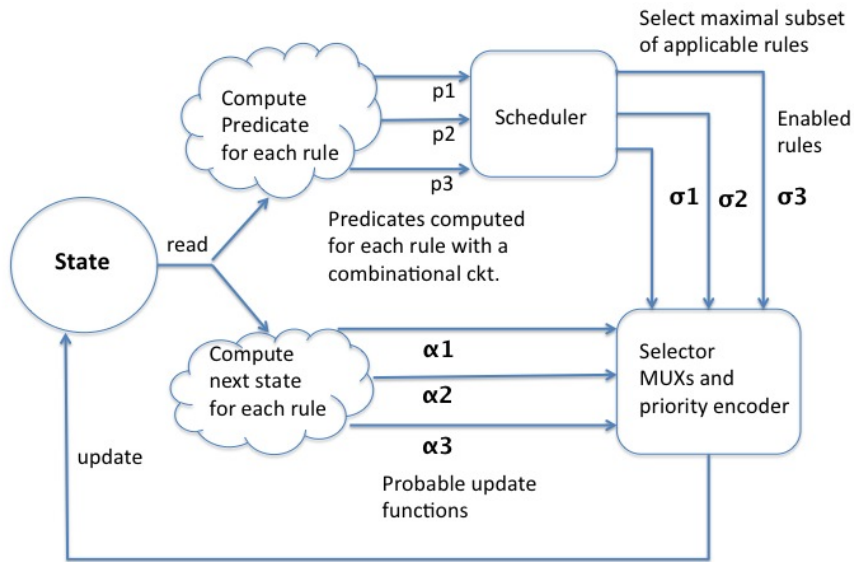 Select maximal subset
of applicable rules
Compute
Predicate
for each rule
p1
p2
p3
Scheduler
Enabled
rules
σ1
σ2
σ3
Predicates computed
for each rule with a
combinational ckt.
read
State
Compute
next state
for each rule
α1
α2
α3
Selector
MUXs and
priority encoder
update
Probable update
functions